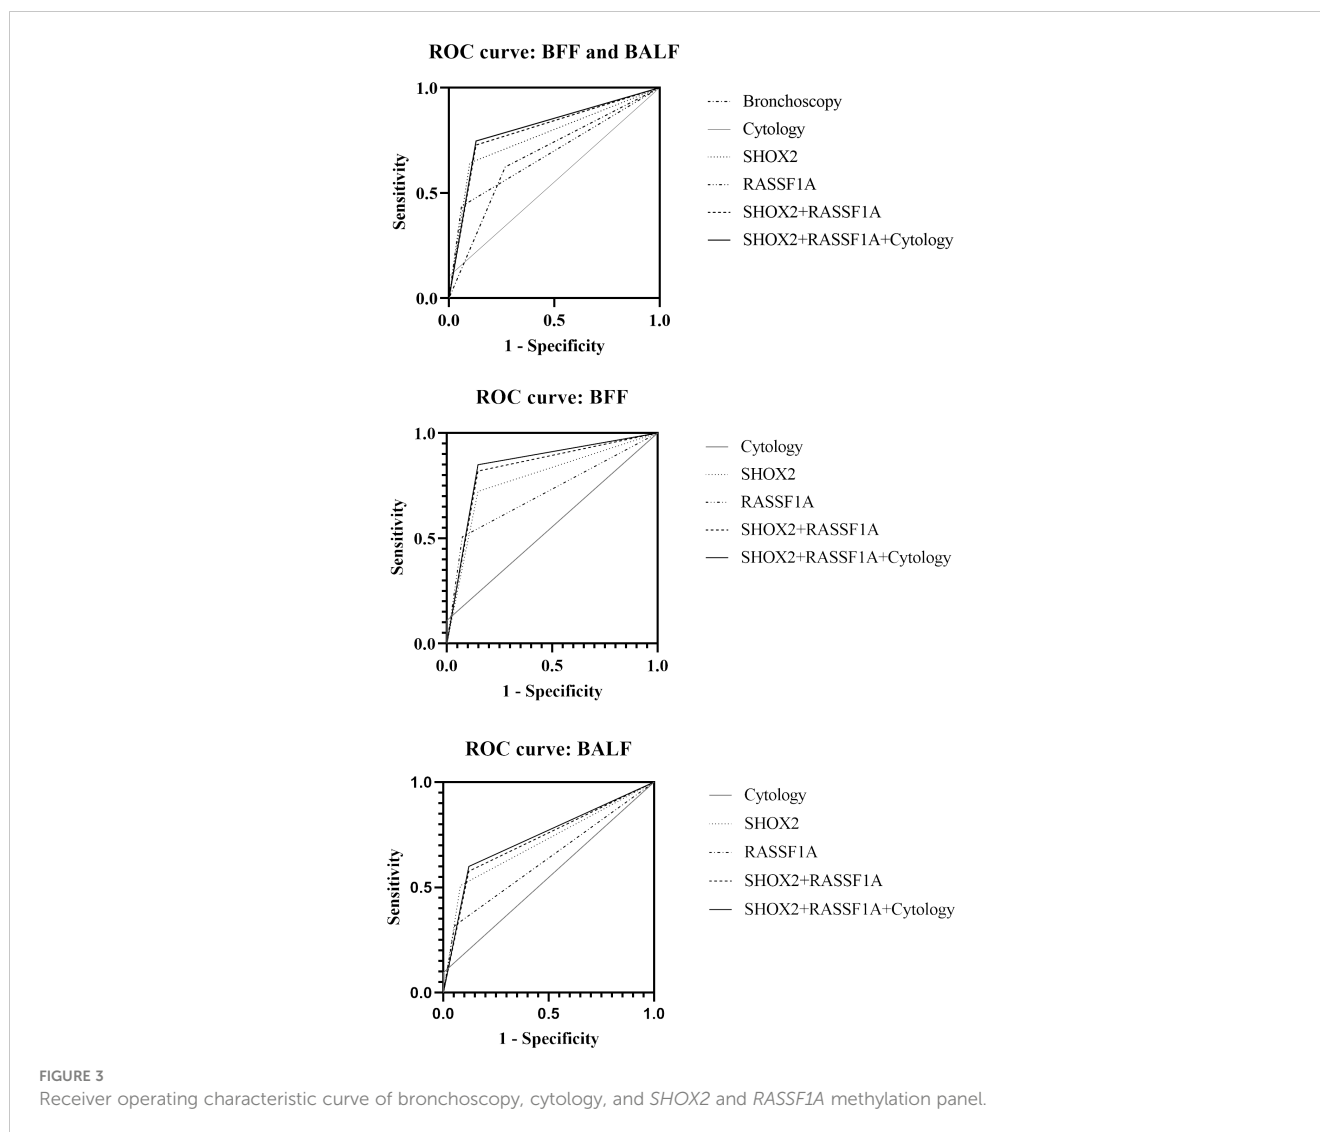 ROC curve: BFF and BALF
1.0
0.5
0.0
Sensitivity
0.0 0.5 1.0
1 - Specificity
Bronchoscopy
Cytology
SHOX2
RASSF1A
SHOX2+RASSF1A
SHOX2+RASSF1A+Cytology
ROC curve: BFF
1.0
0.5
0.0
Sensitivity
0.0 0.5 1.0
1 - Specificity
Cytology
SHOX2
RASSF1A
SHOX2+RASSF1A
SHOX2+RASSF1A+Cytology
ROC curve: BALF
1.0
0.5
0.0
Sensitivity
0.0 0.5 1.0
1 - Specificity
Cytology
SHOX2
RASSF1A
SHOX2+RASSF1A
SHOX2+RASSF1A+Cytology
FIGURE 3
Receiver operating characteristic curve of bronchoscopy, cytology, and SHOX2 and RASSF1A methylation panel.